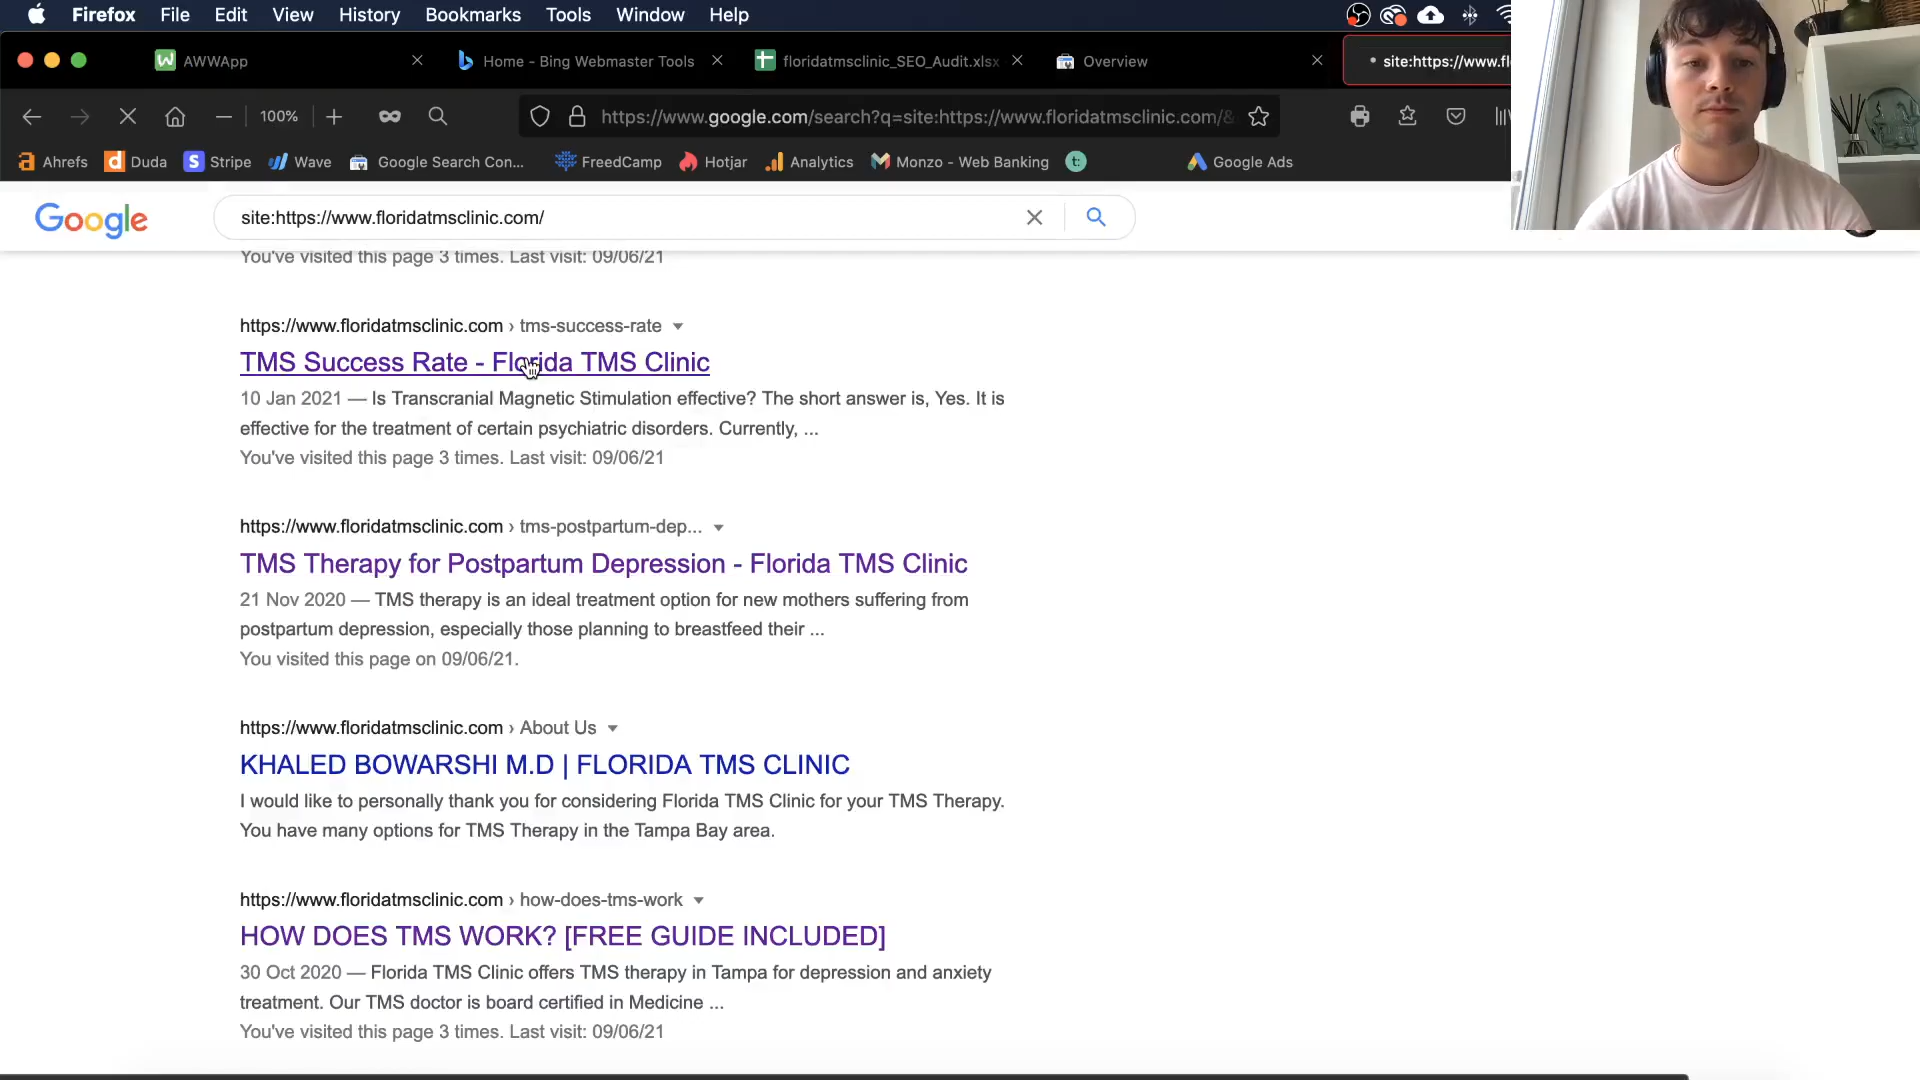 Firefox File Edit View History Bookmarks Tools Window Help
AWWApp Home - Bing Webmaster Tools floridatmsclinic_SEO_Audit.xlsx Overview site:https://www.fl
100% https://www.google.com/search?q=site:https://www.floridatmsclinic.com/&
Ahrefs Duda Stripe Wave Google Search Con... FreedCamp Hotjar Analytics Monzo - Web Banking t: Google Ads
Google site:https://www.floridatmsclinic.com/
You've visited this page 3 times. Last visit: 09/06/21
https://www.floridatmsclinic.com › tms-success-rate
TMS Success Rate - Florida TMS Clinic
10 Jan 2021 — Is Transcranial Magnetic Stimulation effective? The short answer is, Yes. It is
effective for the treatment of certain psychiatric disorders. Currently, ...
You've visited this page 3 times. Last visit: 09/06/21
https://www.floridatmsclinic.com › tms-postpartum-dep...
TMS Therapy for Postpartum Depression - Florida TMS Clinic
21 Nov 2020 — TMS therapy is an ideal treatment option for new mothers suffering from
postpartum depression, especially those planning to breastfeed their ...
You visited this page on 09/06/21.
https://www.floridatmsclinic.com › About Us
KHALED BOWARSHI M.D | FLORIDA TMS CLINIC
I would like to personally thank you for considering Florida TMS Clinic for your TMS Therapy.
You have many options for TMS Therapy in the Tampa Bay area.
https://www.floridatmsclinic.com › how-does-tms-work
HOW DOES TMS WORK? [FREE GUIDE INCLUDED]
30 Oct 2020 — Florida TMS Clinic offers TMS therapy in Tampa for depression and anxiety
treatment. Our TMS doctor is board certified in Medicine ...
You've visited this page 3 times. Last visit: 09/06/21